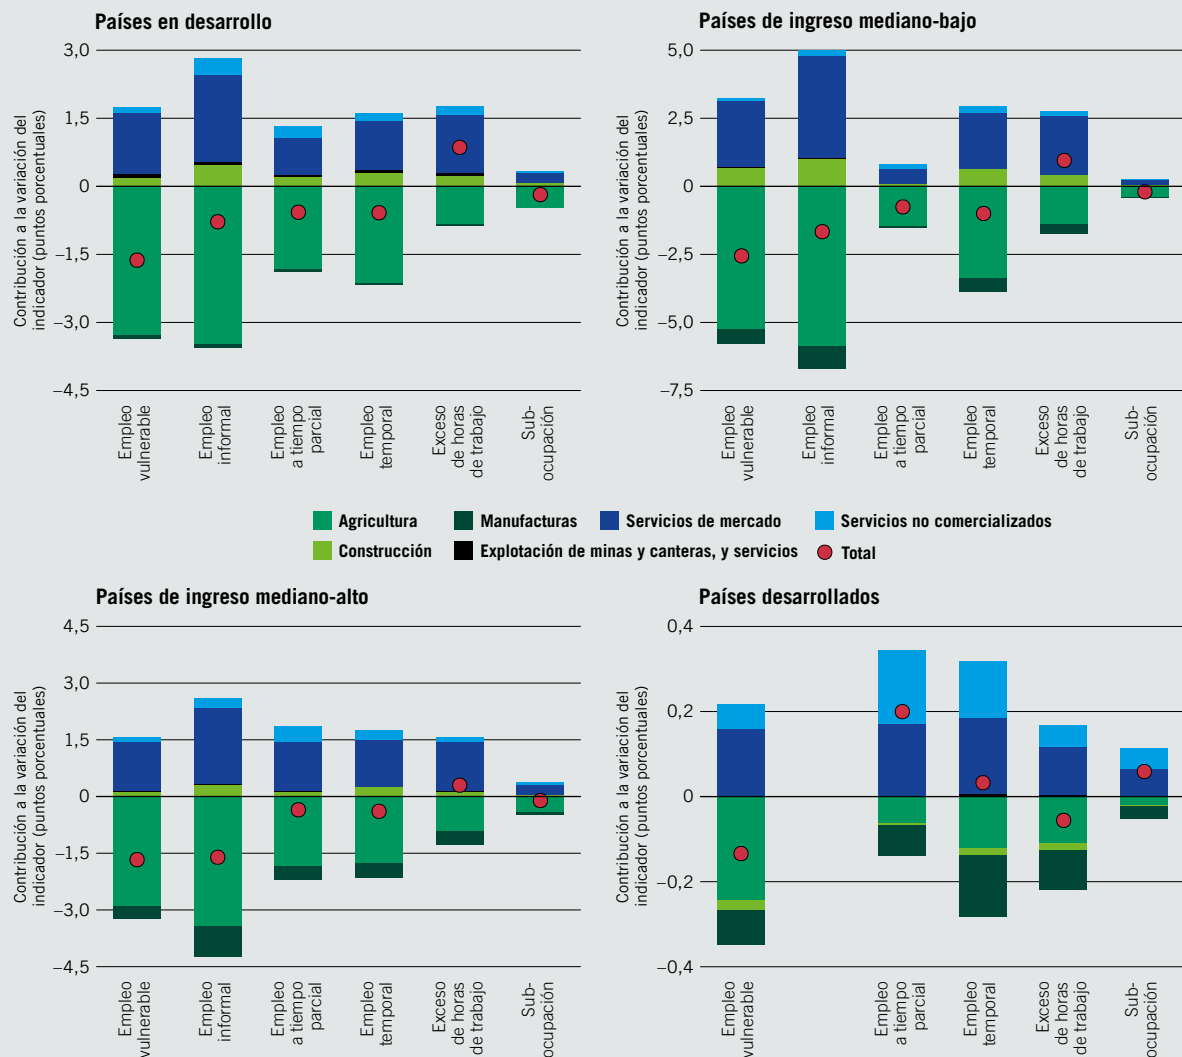 Países en desarrollo
Contribución a la variación del
indicador (puntos porcentuales)
3,0
1,5
0
–1,5
–3,0
–4,5
Empleo
vulnerable
Empleo
informal
Empleo
a tiempo
parcial
Empleo
temporal
Exceso
de horas
de trabajo
Sub-
ocupación
Países de ingreso mediano-bajo
Contribución a la variación del
indicador (puntos porcentuales)
5,0
2,5
0
–2,5
–5,0
–7,5
Empleo
vulnerable
Empleo
informal
Empleo
a tiempo
parcial
Empleo
temporal
Exceso
de horas
de trabajo
Sub-
ocupación
Agricultura Manufacturas Servicios de mercado Servicios no comercializados
Construcción Explotación de minas y canteras, y servicios Total
Países de ingreso mediano-alto
Contribución a la variación del
indicador (puntos porcentuales)
4,5
3,0
1,5
0
–1,5
–3,0
–4,5
Empleo
vulnerable
Empleo
informal
Empleo
a tiempo
parcial
Empleo
temporal
Exceso
de horas
de trabajo
Sub-
ocupación
Países desarrollados
Contribución a la variación del
indicador (puntos porcentuales)
0,4
0,2
0
–0,2
–0,4
Empleo
vulnerable
Empleo
a tiempo
parcial
Empleo
temporal
Exceso
de horas
de trabajo
Sub-
ocupación